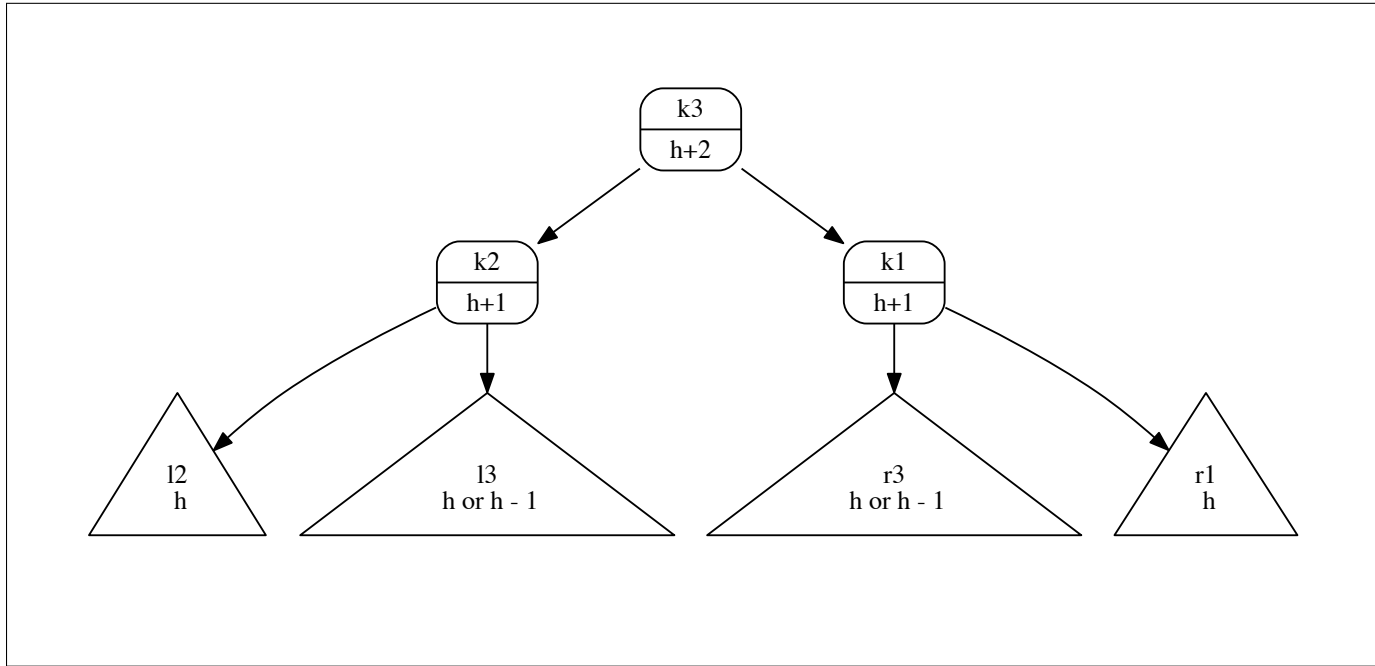 k3
h+2
k2
h+1
k1
h+1
l2
h
l3
h or h - 1
r3
h or h - 1
r1
h